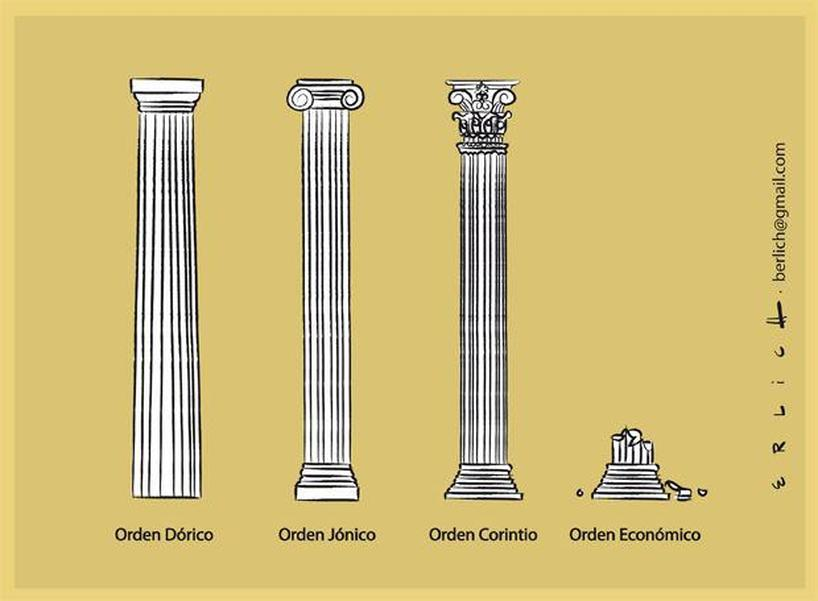 Orden Dórico
Orden Jónico
Orden Corintio
Orden Económico
ERLICH · berlich@gmail.com